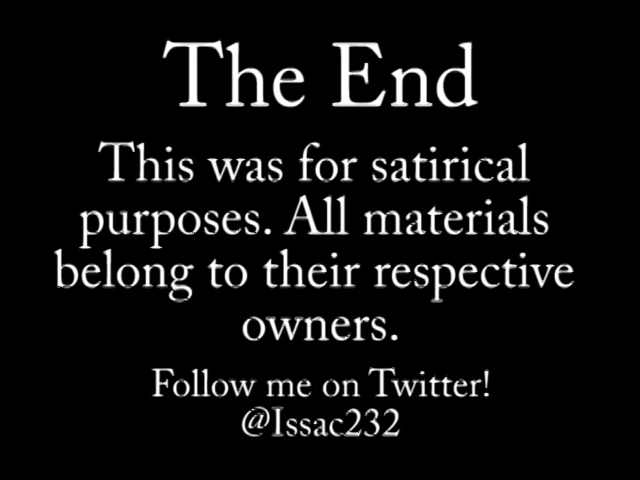 The End
This was for satirical
purposes. All materials
belong to their respective
owners.
Follow me on Twitter!
@Issac232